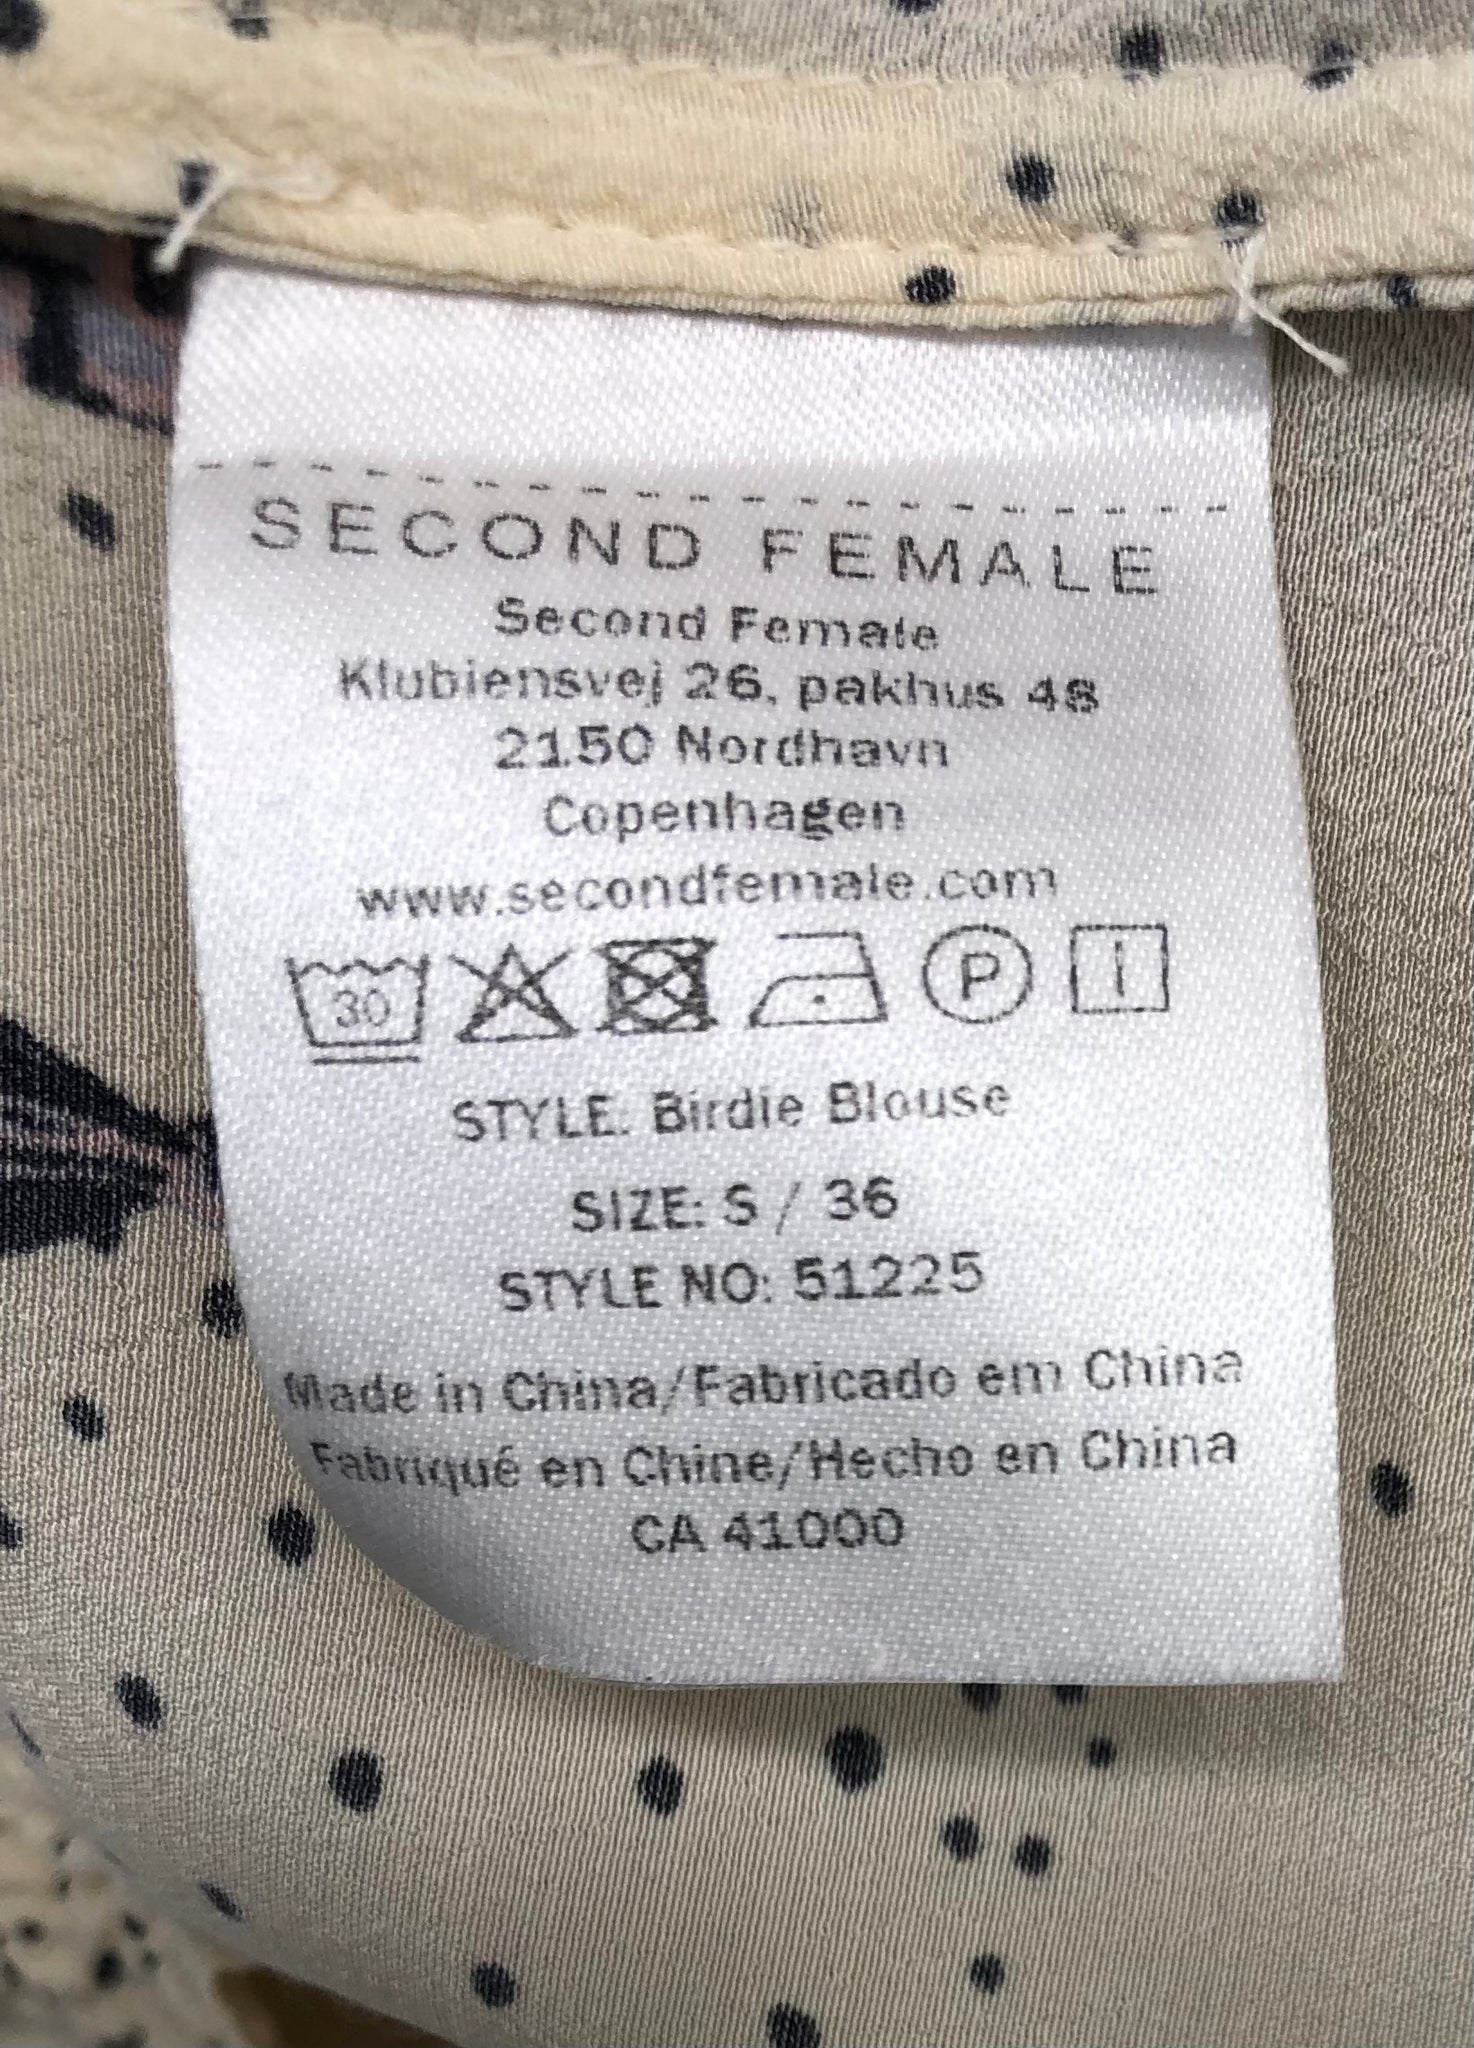 SECOND FEMALE
Second Female
Klubiensvej 26, pakhus 48
2150 Nordhavn
Copenhagen
www.secondfemale.com
30 P i
STYLE. Birdie Blouse
SIZE: S / 36
STYLE NO: 51225
Made in China/Fabricado em China
Fabriqué en Chine/Hecho en China
CA 41000